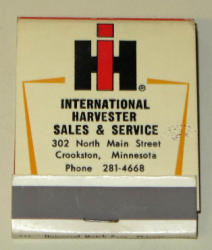 IH®
INTERNATIONAL
HARVESTER
SALES & SERVICE
302 North Main Street
Crookston, Minnesota
Phone 281-4668